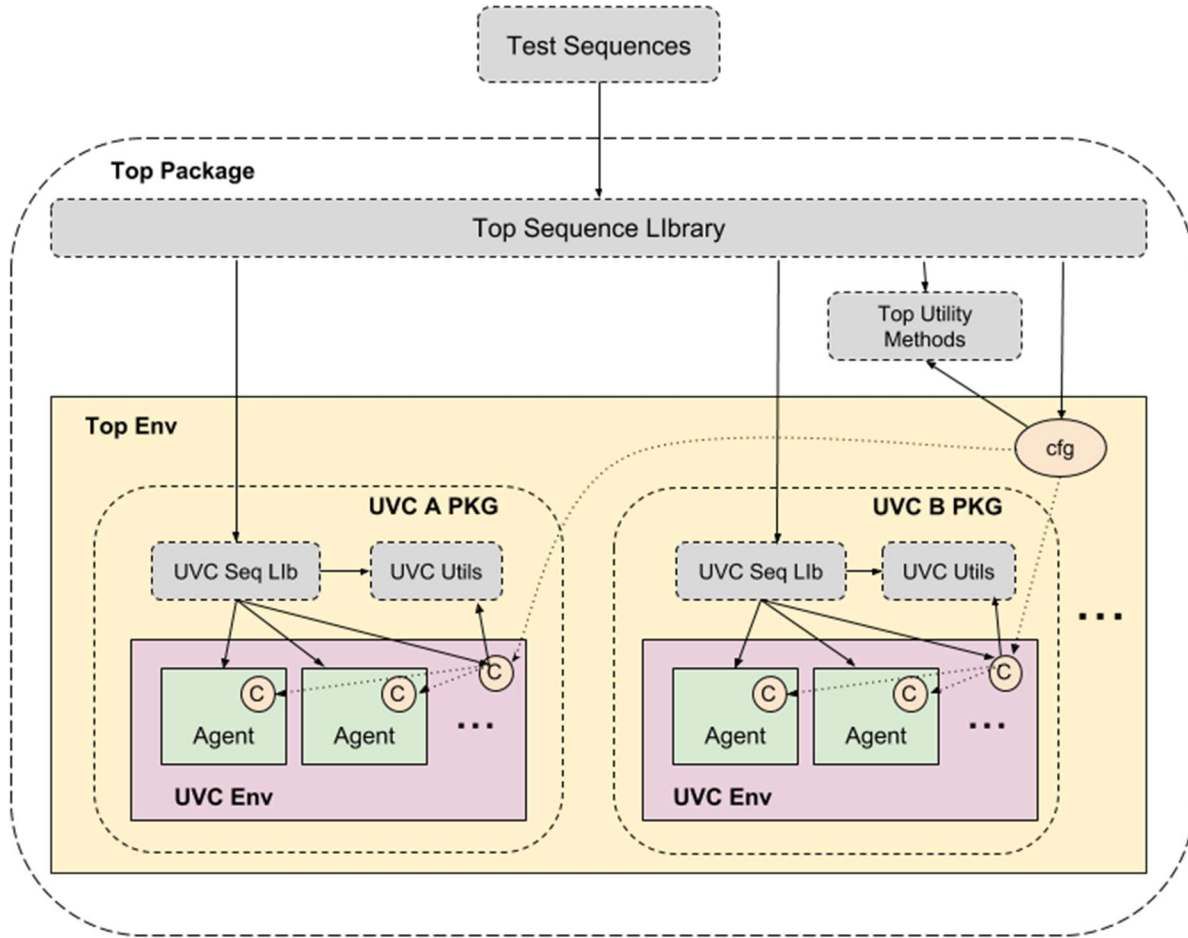 Test Sequences
Top Package
Top Sequence LIbrary
Top Utility
Methods
Top Env
cfg
UVC A PKG
UVC B PKG
UVC Seq LIb
UVC Utils
UVC Seq LIb
UVC Utils
...
C
C
C
C
C
C
Agent
Agent
...
Agent
Agent
...
UVC Env
UVC Env